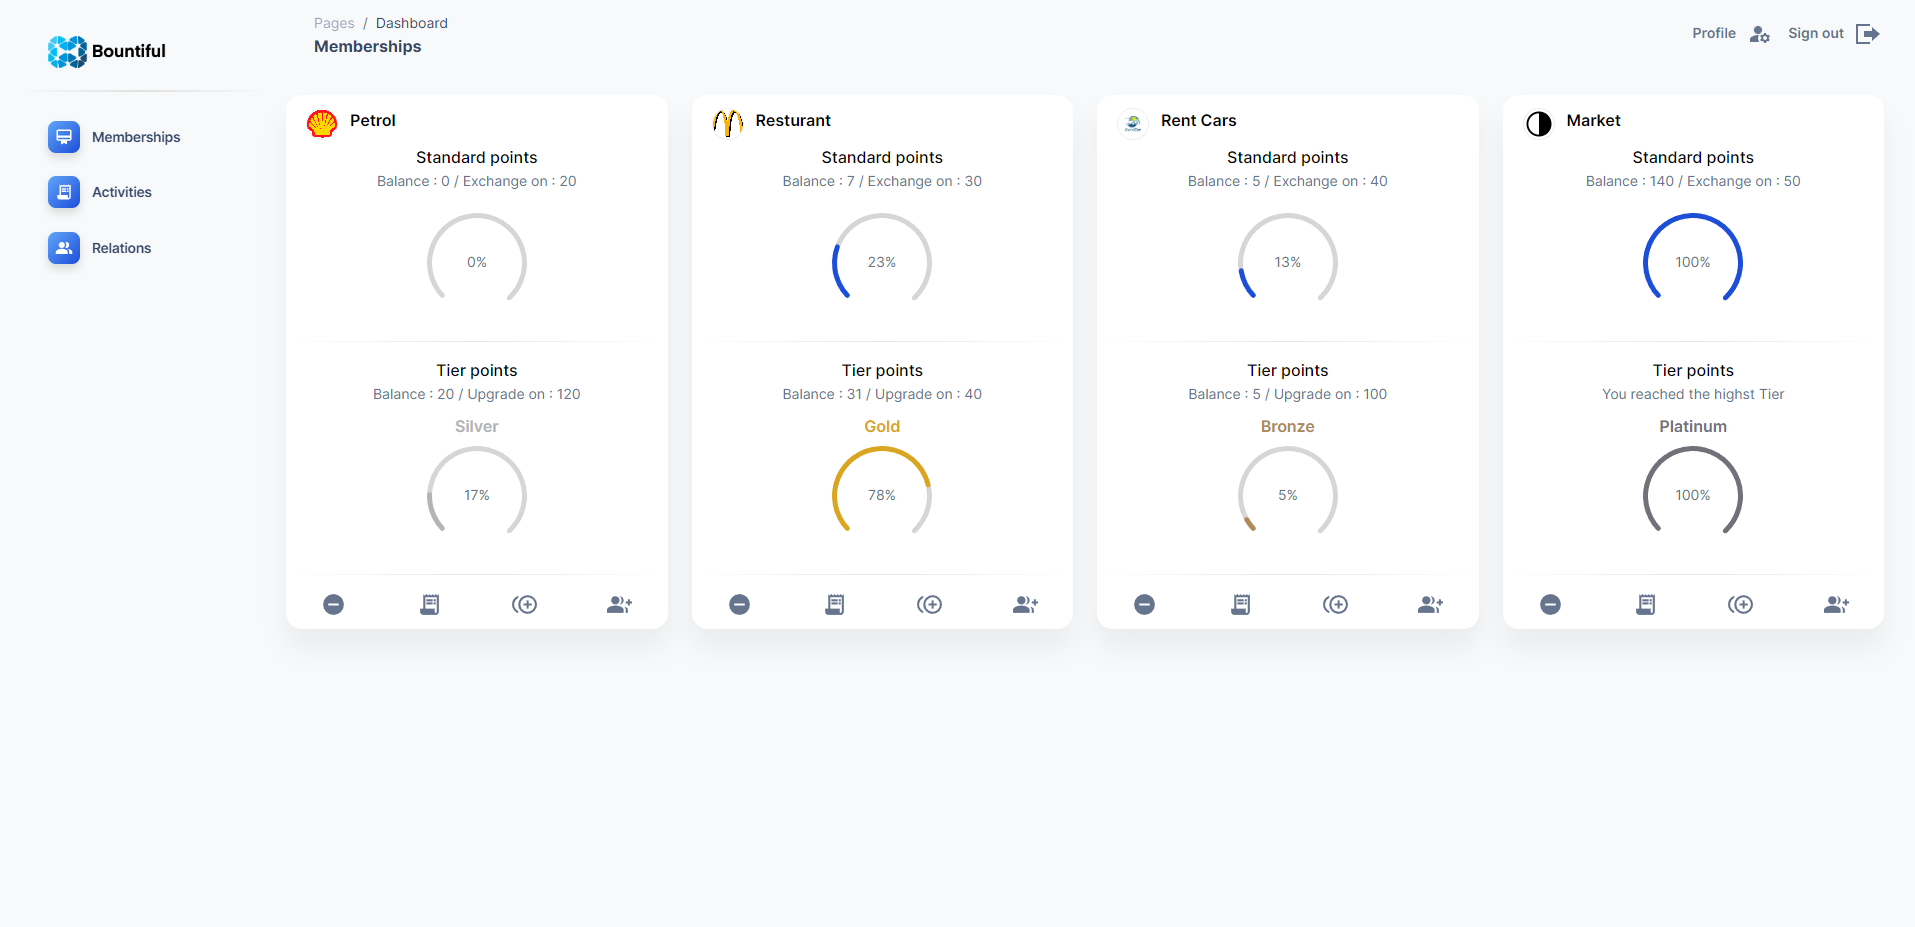 Bountiful
Pages / Dashboard
Memberships
Profile
Sign out
Memberships
Activities
Relations
Petrol
Standard points
Balance : 0 / Exchange on : 20
0%
Tier points
Balance : 20 / Upgrade on : 120
Silver
17%
Resturant
Standard points
Balance : 7 / Exchange on : 30
23%
Tier points
Balance : 31 / Upgrade on : 40
Gold
78%
Rent Cars
Standard points
Balance : 5 / Exchange on : 40
13%
Tier points
Balance : 5 / Upgrade on : 100
Bronze
5%
Market
Standard points
Balance : 140 / Exchange on : 50
100%
Tier points
You reached the highst Tier
Platinum
100%